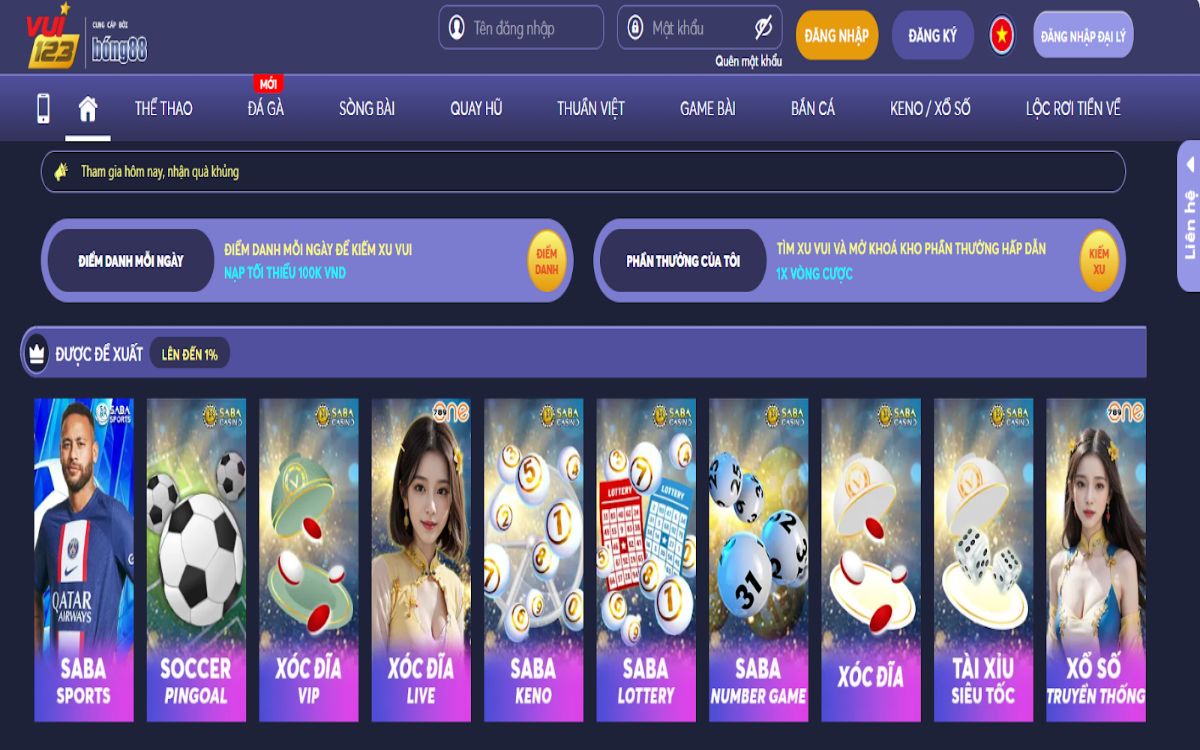 VUI
123
CUNG CẤP BỞI
bóng88
Tên đăng nhập
Mật khẩu
Quên mật khẩu
ĐĂNG NHẬP
ĐĂNG KÝ
ĐĂNG NHẬP ĐẠI LÝ
MỚI
THỂ THAO
ĐÁ GÀ
SÒNG BÀI
QUAY HŨ
THUẦN VIỆT
GAME BÀI
BẮN CÁ
KENO / XỔ SỐ
LỘC RƠI TIỀN VỀ
Tham gia hôm nay, nhận quà khủng
Liên hệ
ĐIỂM DANH MỖI NGÀY
ĐIỂM DANH MỖI NGÀY ĐỂ KIẾM XU VUI
NẠP TỐI THIỂU 100K VND
ĐIỂM
DANH
PHẦN THƯỞNG CỦA TÔI
TÌM XU VUI VÀ MỞ KHOÁ KHO PHẦN THƯỞNG HẤP DẪN
1X VÒNG CƯỢC
KIẾM
XU
ĐƯỢC ĐỀ XUẤT
LÊN ĐẾN 1%
SABA
SPORTS
QATAR
AIRWAYS
SABA
SPORTS
SABA
CASINO
SOCCER
PINGOAL
SABA
CASINO
XÓC ĐĨA
VIP
789 One
XÓC ĐĨA
LIVE
SABA
CASINO
SABA
KENO
SABA
CASINO
LOTTERY
LOTTERY
SABA
LOTTERY
SABA
CASINO
31
SABA
NUMBER GAME
SABA
CASINO
XÓC ĐĨA
SABA
CASINO
TÀI XỈU
SIÊU TỐC
789 One
XỔ SỐ
TRUYỀN THỐNG